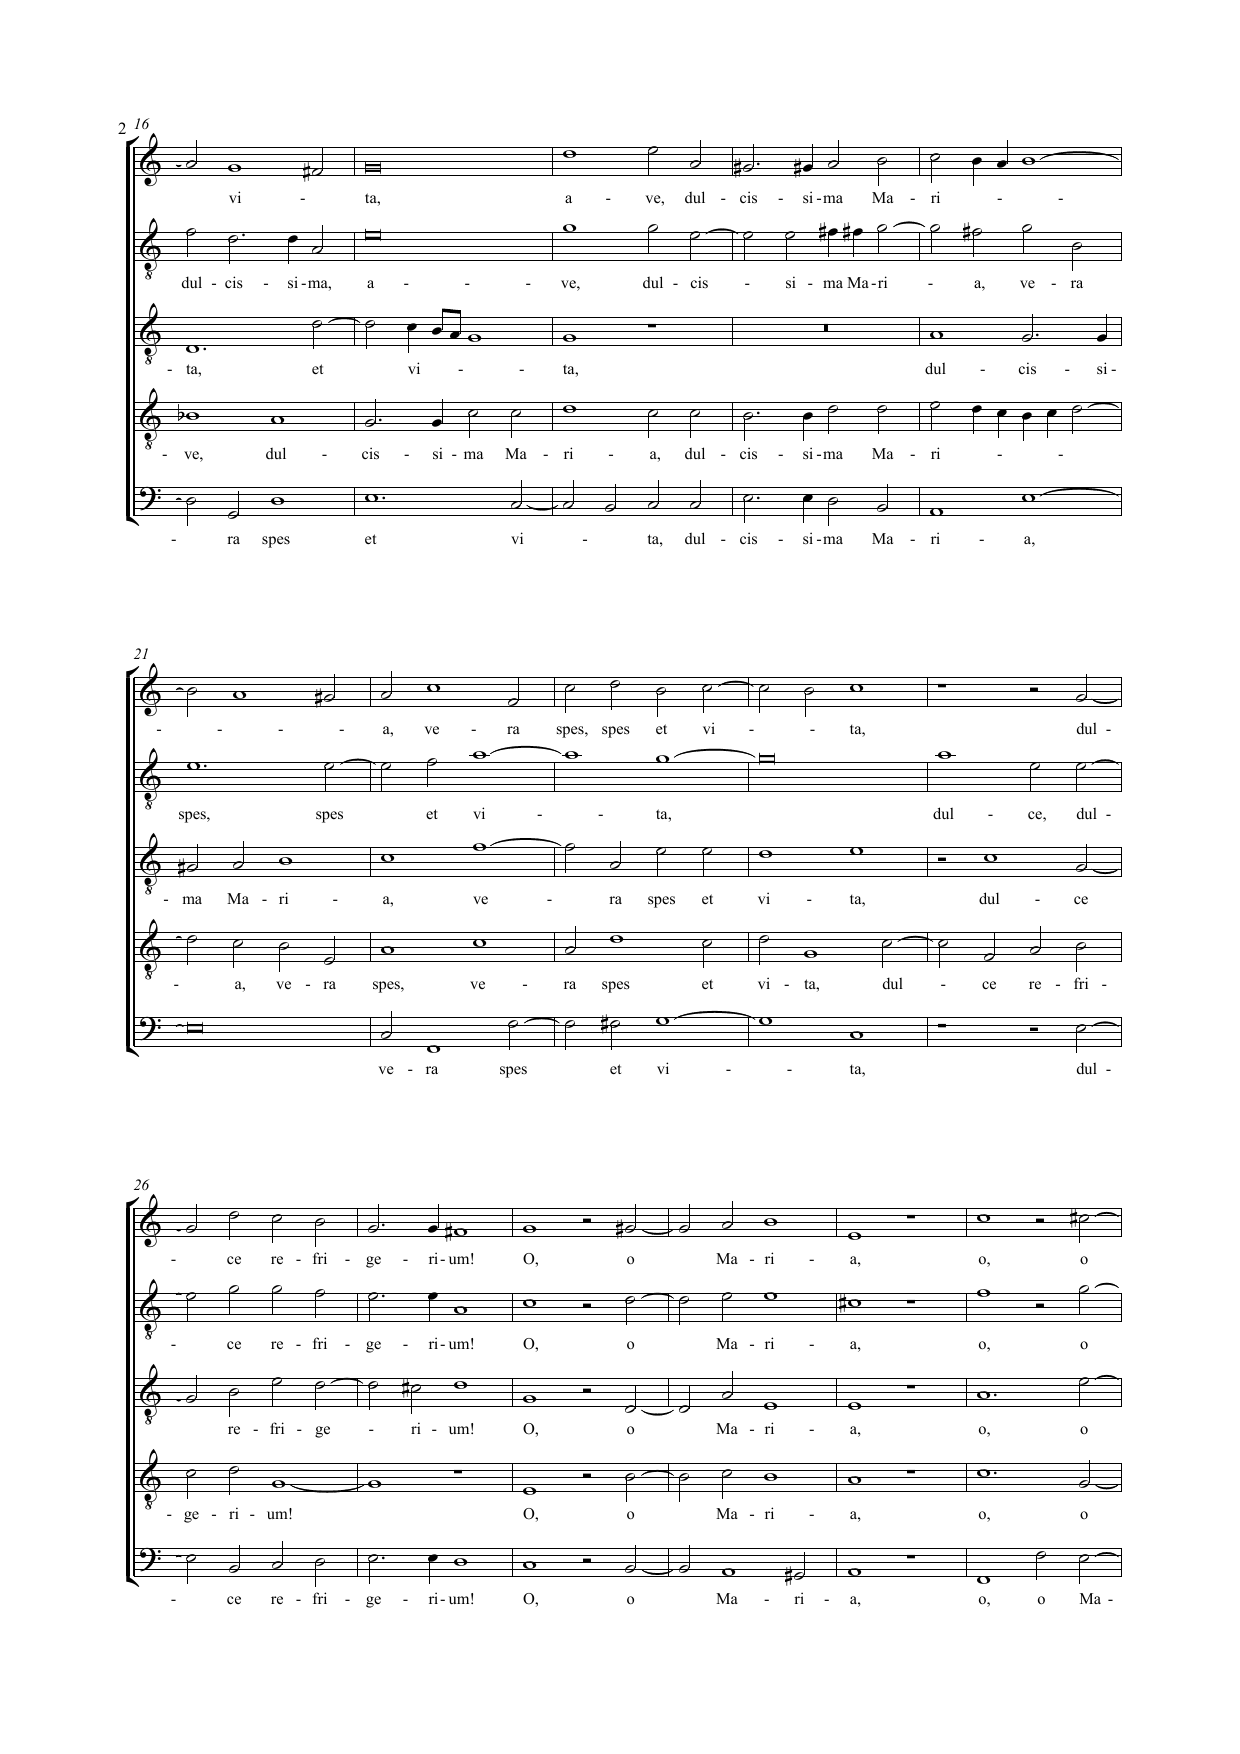 2 16
vi - ta, a - ve, dul - cis - si - ma Ma - ri - -
dul - cis - si - ma, a - - - ve, dul - cis - si - ma Ma - ri - a, ve - ra
- ta, et vi - - ta, dul - cis - si -
- ve, dul - cis - si - ma Ma - ri - a, dul - cis - si - ma Ma - ri - -
- ra spes et vi - ta, dul - cis - si - ma Ma - ri - a,
21
- - - - a, ve - ra spes, spes et vi - - ta, dul -
spes, spes et vi - - ta, dul - ce, dul -
- ma Ma - ri - a, ve - ra spes et vi - ta, dul - ce
- a, ve - ra spes, ve - ra spes et vi - ta, dul - ce re - fri -
ve - ra spes et vi - - ta, dul -
26
- ce re - fri - ge - ri - um! O, o Ma - ri - a, o, o
- ce re - fri - ge - ri - um! O, o Ma - ri - a, o, o
re - fri - ge - ri - um! O, o Ma - ri - a, o, o
- ge - ri - um! O, o Ma - ri - a, o, o
- ce re - fri - ge - ri - um! O, o Ma - ri - a, o, o Ma -